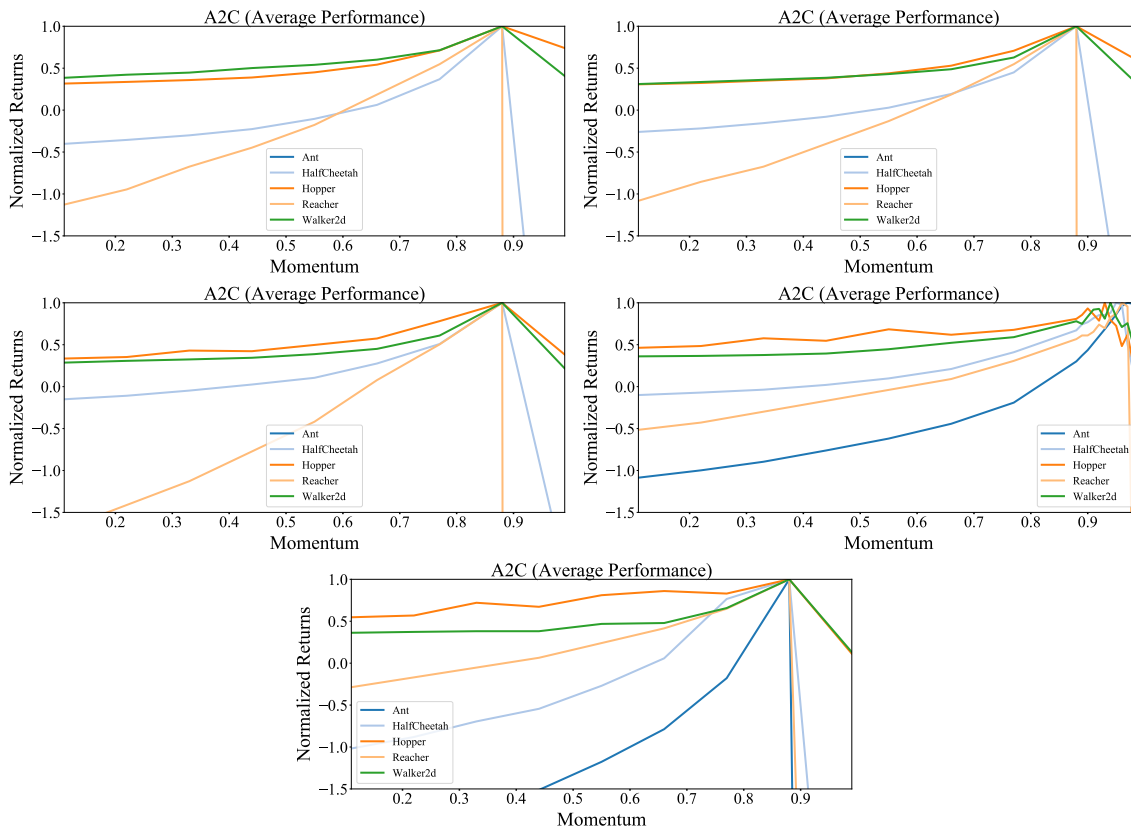 A2C (Average Performance)
1.0
0.5
0.0
−0.5
−1.0
−1.5
Normalized Returns
Ant
HalfCheetah
Hopper
Reacher
Walker2d
0.2 0.3 0.4 0.5 0.6 0.7 0.8 0.9
Momentum
A2C (Average Performance)
1.0
0.5
0.0
−0.5
−1.0
−1.5
Normalized Returns
Ant
HalfCheetah
Hopper
Reacher
Walker2d
0.2 0.3 0.4 0.5 0.6 0.7 0.8 0.9
Momentum
A2C (Average Performance)
1.0
0.5
0.0
−0.5
−1.0
−1.5
Normalized Returns
Ant
HalfCheetah
Hopper
Reacher
Walker2d
0.2 0.3 0.4 0.5 0.6 0.7 0.8 0.9
Momentum
A2C (Average Performance)
1.0
0.5
0.0
−0.5
−1.0
−1.5
Normalized Returns
Ant
HalfCheetah
Hopper
Reacher
Walker2d
0.2 0.3 0.4 0.5 0.6 0.7 0.8 0.9
Momentum
A2C (Average Performance)
1.0
0.5
0.0
−0.5
−1.0
−1.5
Normalized Returns
Ant
HalfCheetah
Hopper
Reacher
Walker2d
0.2 0.3 0.4 0.5 0.6 0.7 0.8 0.9
Momentum